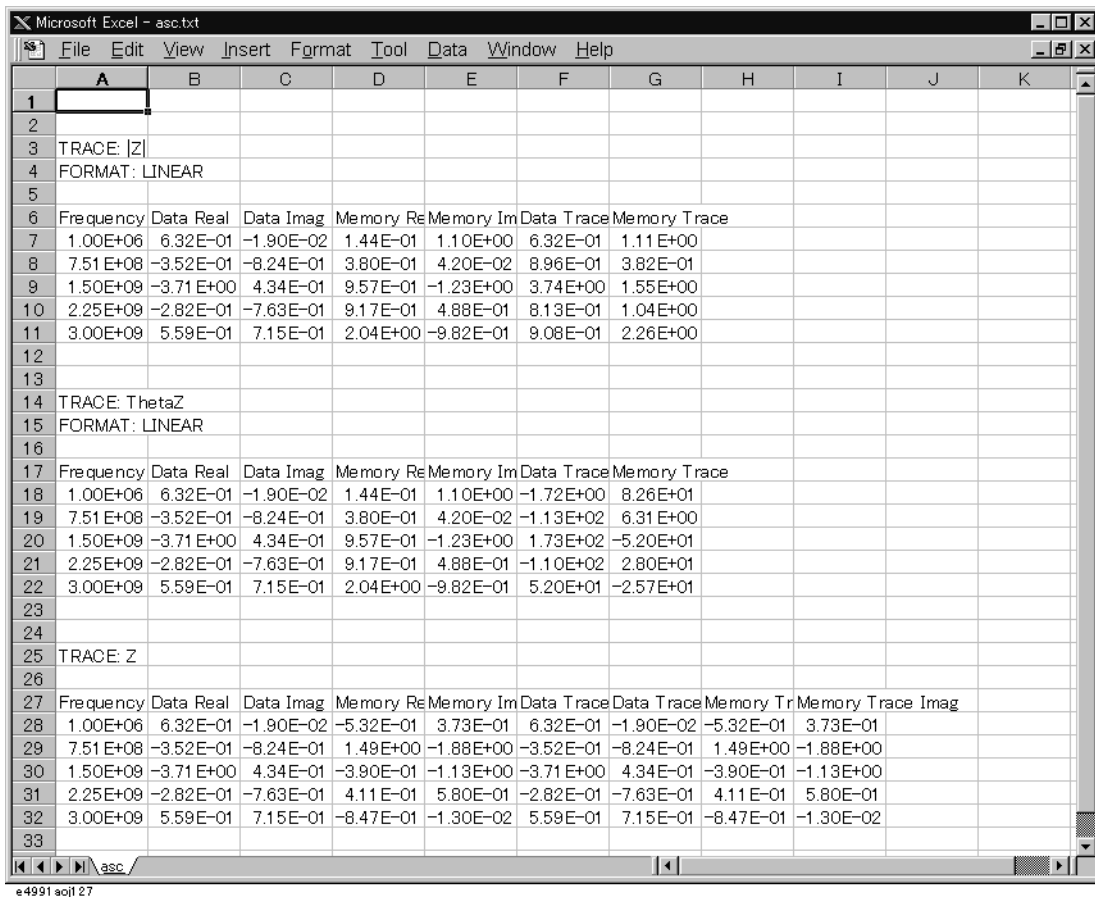 Microsoft Excel - asc.txt
File Edit View Insert Format Tool Data Window Help
A B C D E F G H I J K
1
2
3 TRACE: |Z|
4 FORMAT: LINEAR
5
6 Frequency Data Real Data Imag Memory Re Memory Im Data Trace Memory Trace
7 1.00E+06 6.32E-01 -1.90E-02 1.44E-01 1.10E+00 6.32E-01 1.11E+00
8 7.51E+08 -3.52E-01 -8.24E-01 3.80E-01 4.20E-02 8.96E-01 3.82E-01
9 1.50E+09 -3.71E+00 4.34E-01 9.57E-01 -1.23E+00 3.74E+00 1.55E+00
10 2.25E+09 -2.82E-01 -7.63E-01 9.17E-01 4.88E-01 8.13E-01 1.04E+00
11 3.00E+09 5.59E-01 7.15E-01 2.04E+00 -9.82E-01 9.08E-01 2.26E+00
12
13
14 TRACE: ThetaZ
15 FORMAT: LINEAR
16
17 Frequency Data Real Data Imag Memory Re Memory Im Data Trace Memory Trace
18 1.00E+06 6.32E-01 -1.90E-02 1.44E-01 1.10E+00 -1.72E+00 8.26E+01
19 7.51E+08 -3.52E-01 -8.24E-01 3.80E-01 4.20E-02 -1.13E+02 6.31E+00
20 1.50E+09 -3.71E+00 4.34E-01 9.57E-01 -1.23E+00 1.73E+02 -5.20E+01
21 2.25E+09 -2.82E-01 -7.63E-01 9.17E-01 4.88E-01 -1.10E+02 2.80E+01
22 3.00E+09 5.59E-01 7.15E-01 2.04E+00 -9.82E-01 5.20E+01 -2.57E+01
23
24
25 TRACE: Z
26
27 Frequency Data Real Data Imag Memory Re Memory Im Data Trace Data Trace Memory Tr Memory Trace Imag
28 1.00E+06 6.32E-01 -1.90E-02 -5.32E-01 3.73E-01 6.32E-01 -1.90E-02 -5.32E-01 3.73E-01
29 7.51E+08 -3.52E-01 -8.24E-01 1.49E+00 -1.88E+00 -3.52E-01 -8.24E-01 1.49E+00 -1.88E+00
30 1.50E+09 -3.71E+00 4.34E-01 -3.90E-01 -1.13E+00 -3.71E+00 4.34E-01 -3.90E-01 -1.13E+00
31 2.25E+09 -2.82E-01 -7.63E-01 4.11E-01 5.80E-01 -2.82E-01 -7.63E-01 4.11E-01 5.80E-01
32 3.00E+09 5.59E-01 7.15E-01 -8.47E-01 -1.30E-02 5.59E-01 7.15E-01 -8.47E-01 -1.30E-02
33
asc
e4991aoj127